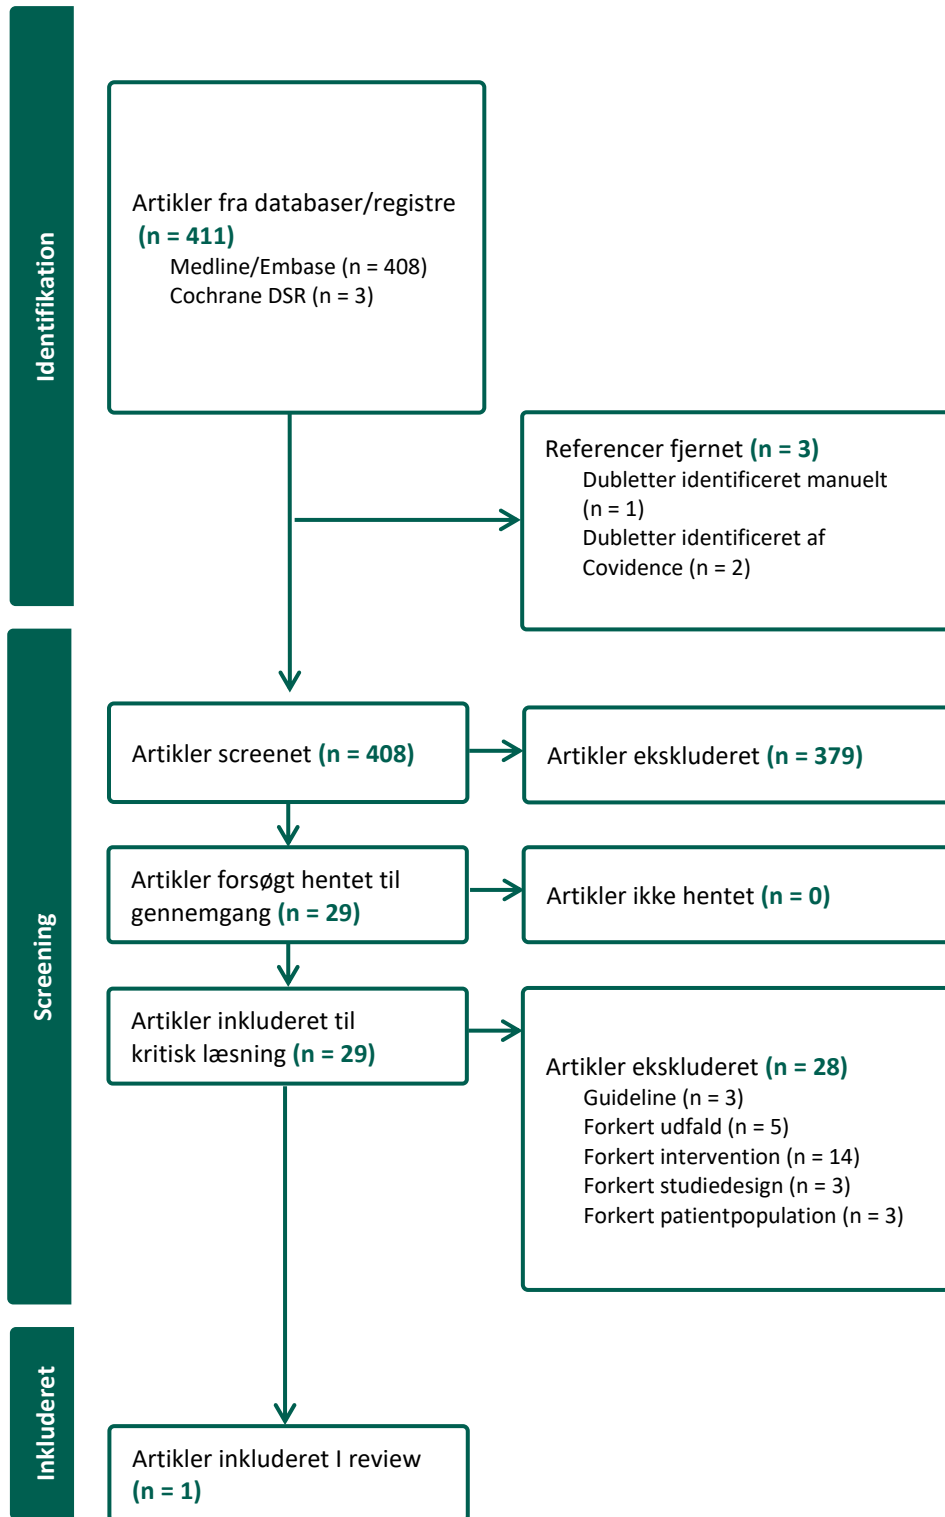 Identifikation
Artikler fra databaser/registre
(n = 411)
Medline/Embase (n = 408)
Cochrane DSR (n = 3)
Referencer fjernet (n = 3)
Dubletter identificeret manuelt
(n = 1)
Dubletter identificeret af
Covidence (n = 2)
Screening
Artikler screenet (n = 408)
Artikler ekskluderet (n = 379)
Artikler forsøgt hentet til
gennemgang (n = 29)
Artikler ikke hentet (n = 0)
Artikler inkluderet til
kritisk læsning (n = 29)
Artikler ekskluderet (n = 28)
Guideline (n = 3)
Forkert udfald (n = 5)
Forkert intervention (n = 14)
Forkert studiedesign (n = 3)
Forkert patientpopulation (n = 3)
Inkluderet
Artikler inkluderet I review
(n = 1)